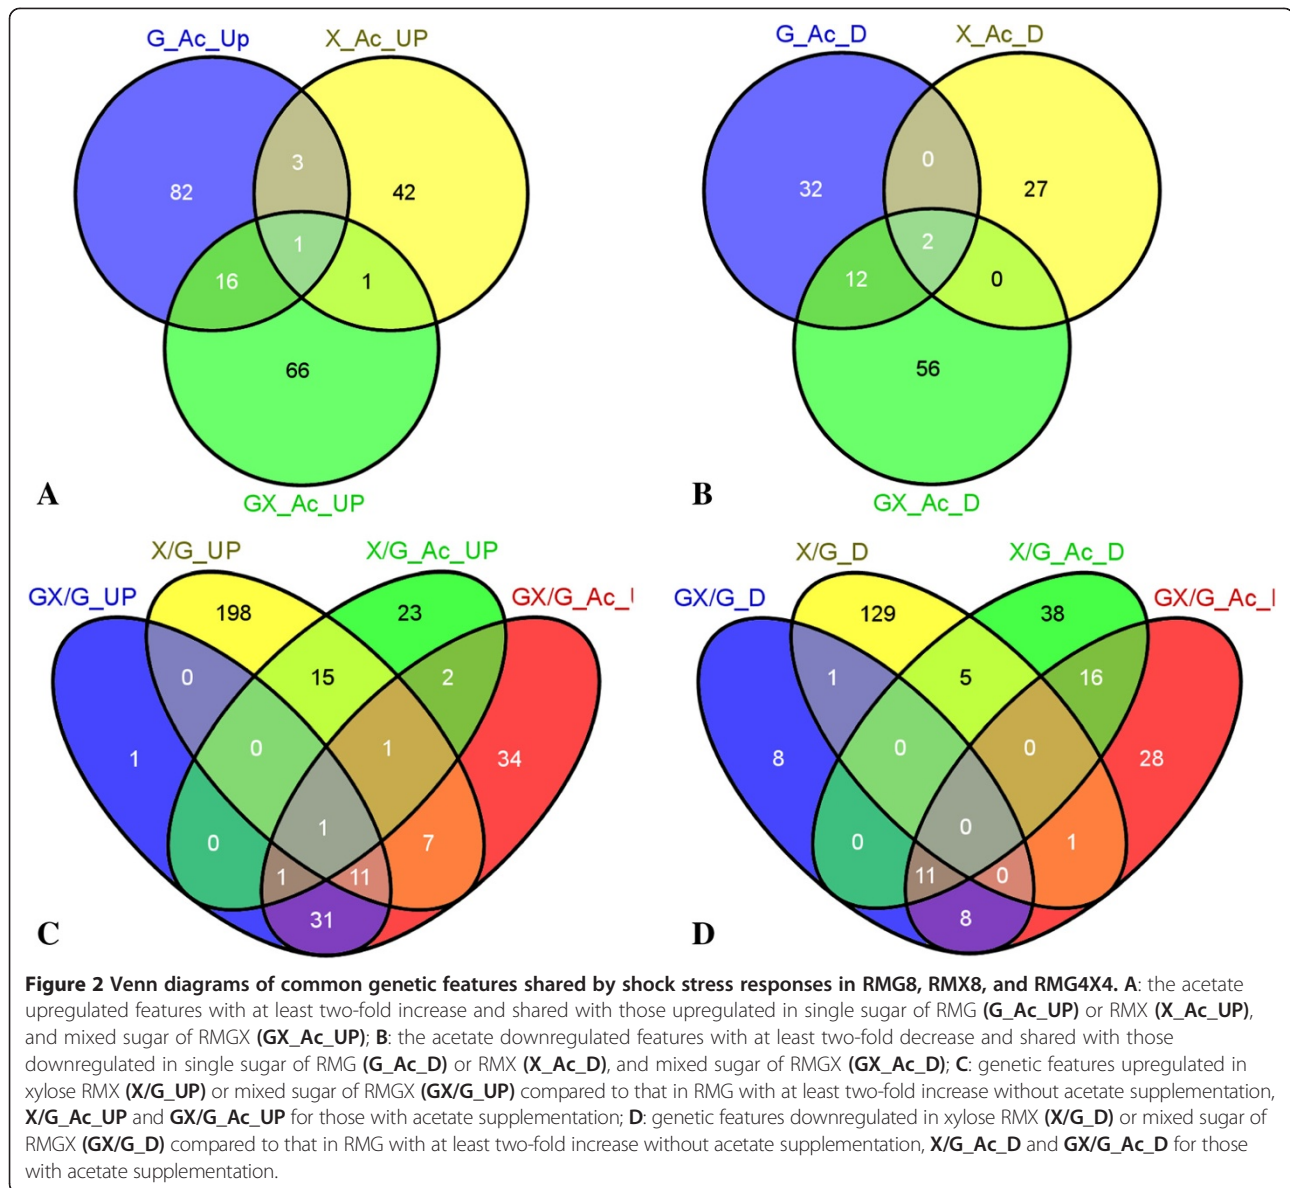 G_Ac_Up X_Ac_UP
82 3 42
1
16 1
66
A
GX_Ac_UP
G_Ac_D X_Ac_D
32 0 27
2
12 0
56
B
GX_Ac_D
X/G_UP X/G_Ac_UP
GX/G_UP GX/G_Ac_
198 23
0 15 2
1 0 1 34
1
0 7
1 11
31
C
X/G_D X/G_Ac_D
GX/G_D GX/G_Ac_
129 38
1 5 16
8 0 0 28
0
0 1
11 0
8
D
Figure 2 Venn diagrams of common genetic features shared by shock stress responses in RMG8, RMX8, and RMG4X4. A: the acetate
upregulated features with at least two-fold increase and shared with those upregulated in single sugar of RMG (G_Ac_UP) or RMX (X_Ac_UP),
and mixed sugar of RMGX (GX_Ac_UP); B: the acetate downregulated features with at least two-fold decrease and shared with those
downregulated in single sugar of RMG (G_Ac_D) or RMX (X_Ac_D), and mixed sugar of RMGX (GX_Ac_D); C: genetic features upregulated in
xylose RMX (X/G_UP) or mixed sugar of RMGX (GX/G_UP) compared to that in RMG with at least two-fold increase without acetate supplementation,
X/G_Ac_UP and GX/G_Ac_UP for those with acetate supplementation; D: genetic features downregulated in xylose RMX (X/G_D) or mixed sugar of
RMGX (GX/G_D) compared to that in RMG with at least two-fold increase without acetate supplementation, X/G_Ac_D and GX/G_Ac_D for those
with acetate supplementation.